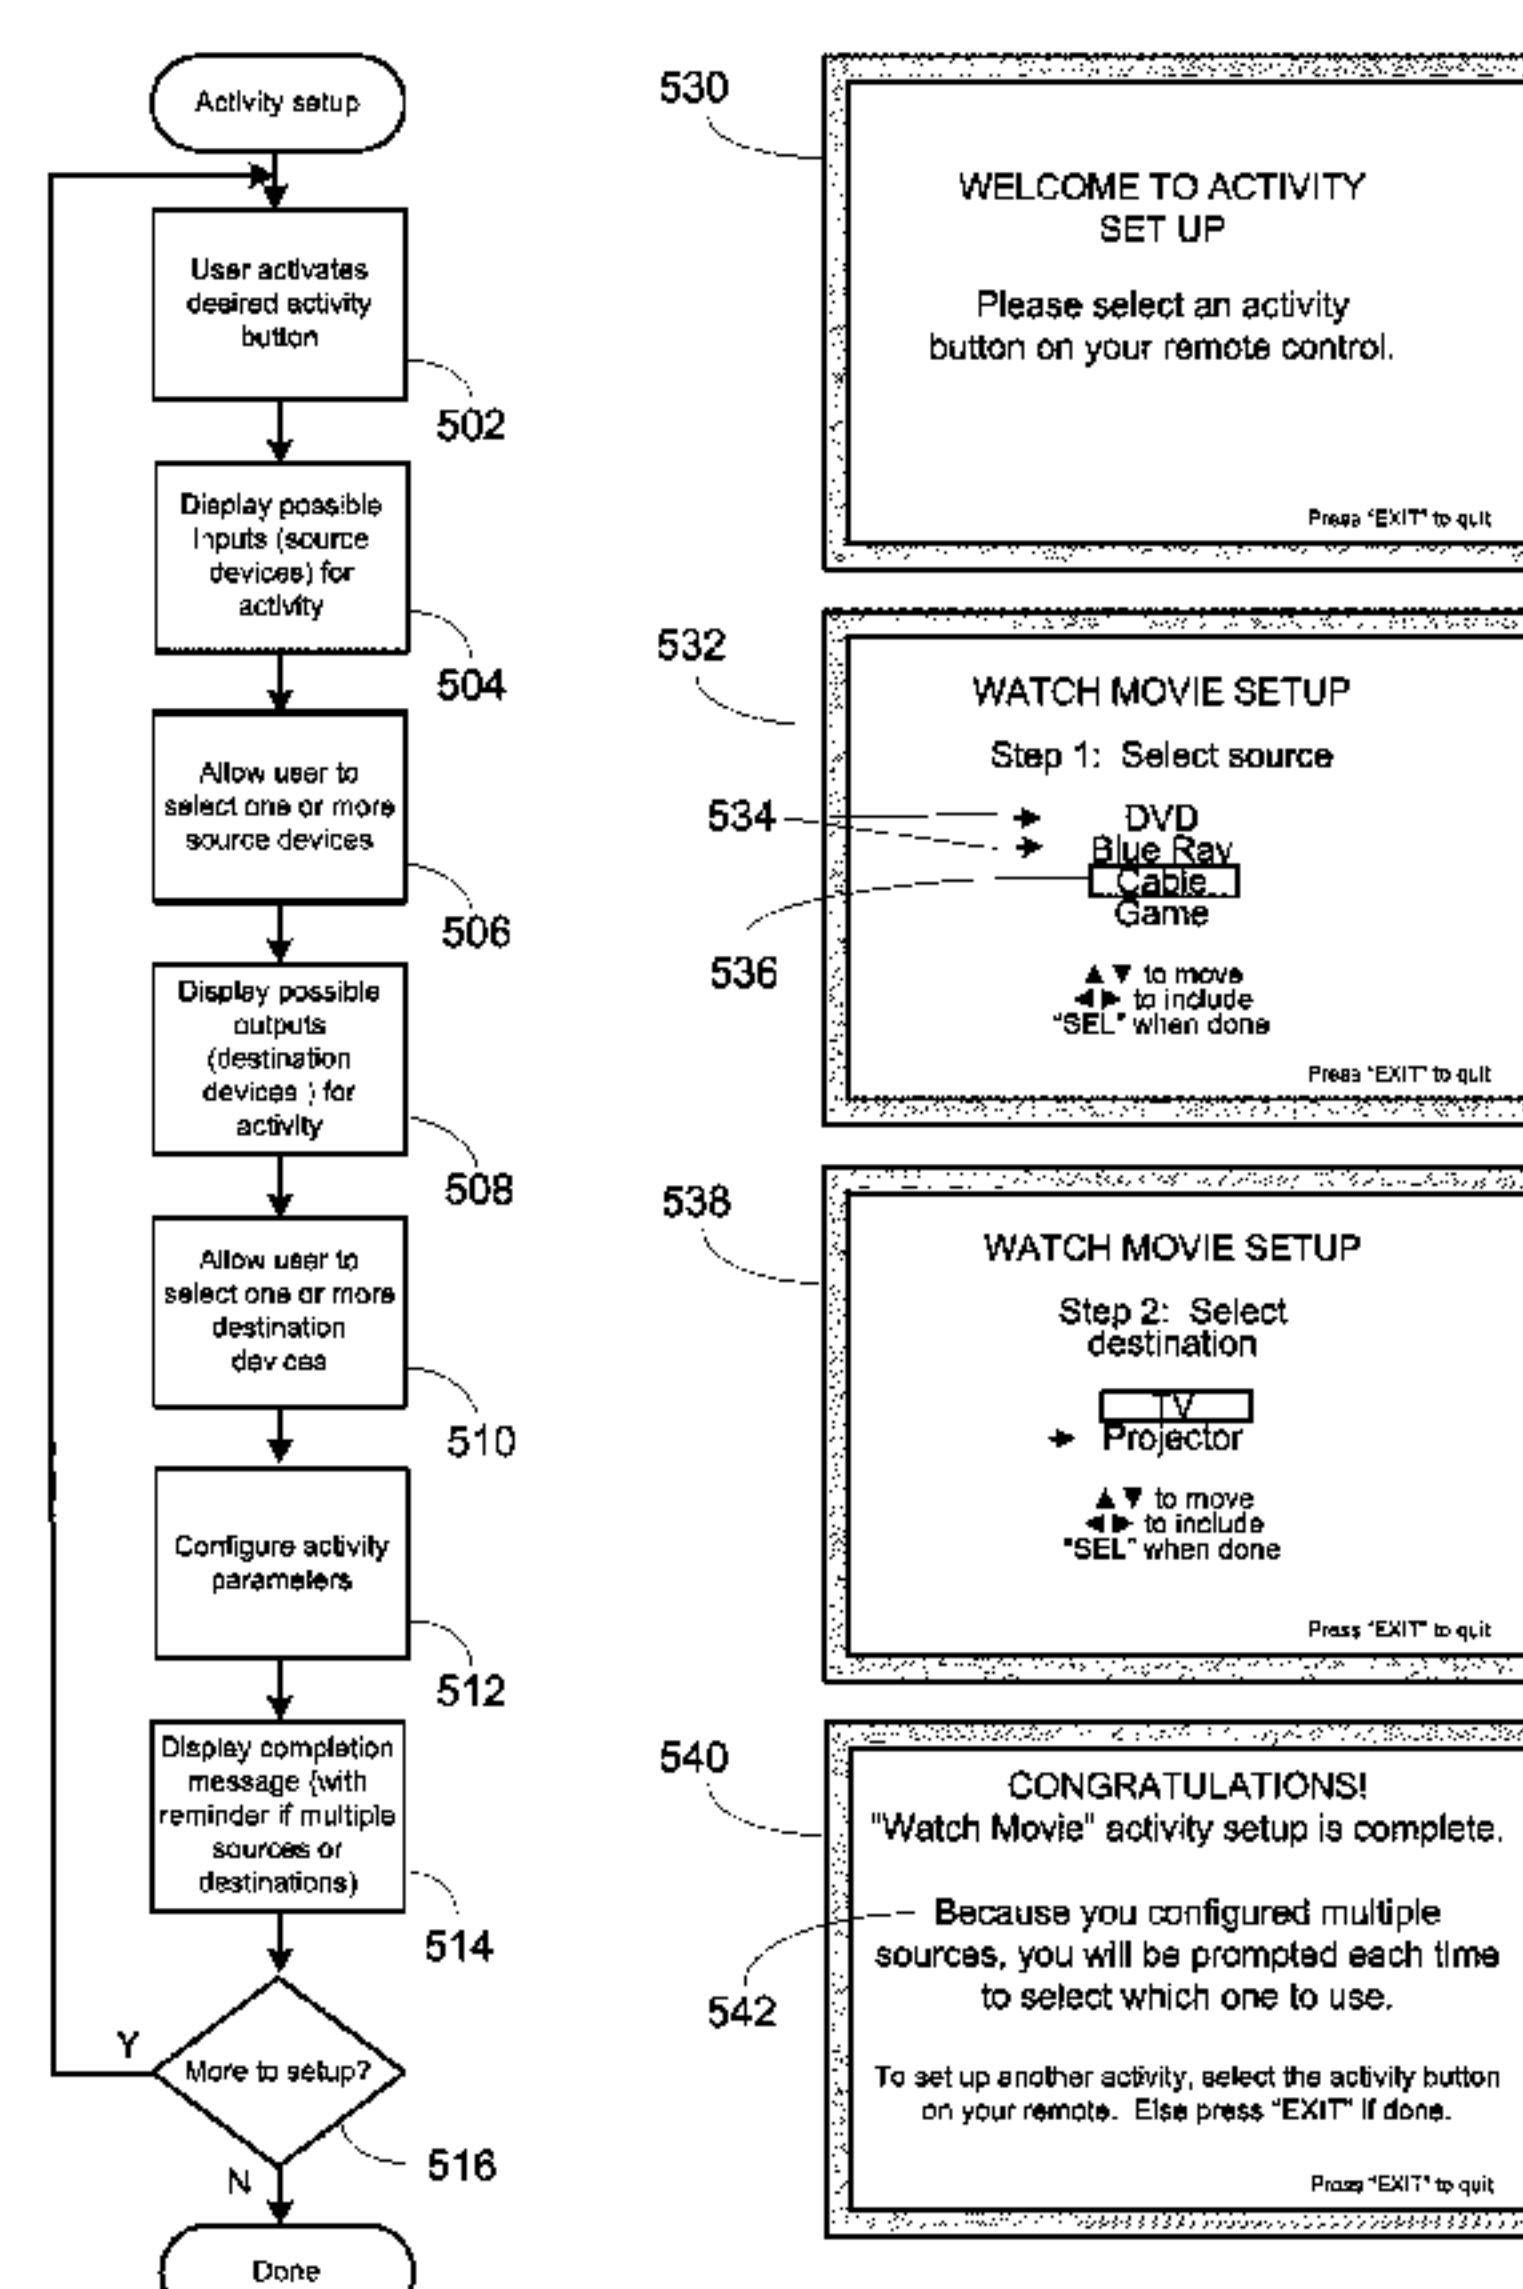 Activity setup
User activates
desired activity
button
502
Display possible
inputs (source
devices) for
activity
504
Allow user to
select one or more
source devices
506
Display possible
outputs
(destination
devices ) for
activity
508
Allow user to
select one or more
destination
devices
510
Configure activity
parameters
512
Display completion
message (with
reminder if multiple
sources or
destinations)
514
More to setup?
Y
516
N
Done
530
WELCOME TO ACTIVITY
SET UP
Please select an activity
button on your remote control.
Press "EXIT" to quit
532
WATCH MOVIE SETUP
Step 1: Select source
534
DVD
Blue Ray
Cable
Game
536
▲ ▼ to move
◀ ▶ to include
"SEL" when done
Press "EXIT" to quit
538
WATCH MOVIE SETUP
Step 2: Select
destination
TV
Projector
▲ ▼ to move
◀ ▶ to include
"SEL" when done
Press "EXIT" to quit
540
CONGRATULATIONS!
"Watch Movie" activity setup is complete.
Because you configured multiple
sources, you will be prompted each time
to select which one to use.
542
To set up another activity, select the activity button
on your remote. Else press "EXIT" if done.
Press "EXIT" to quit